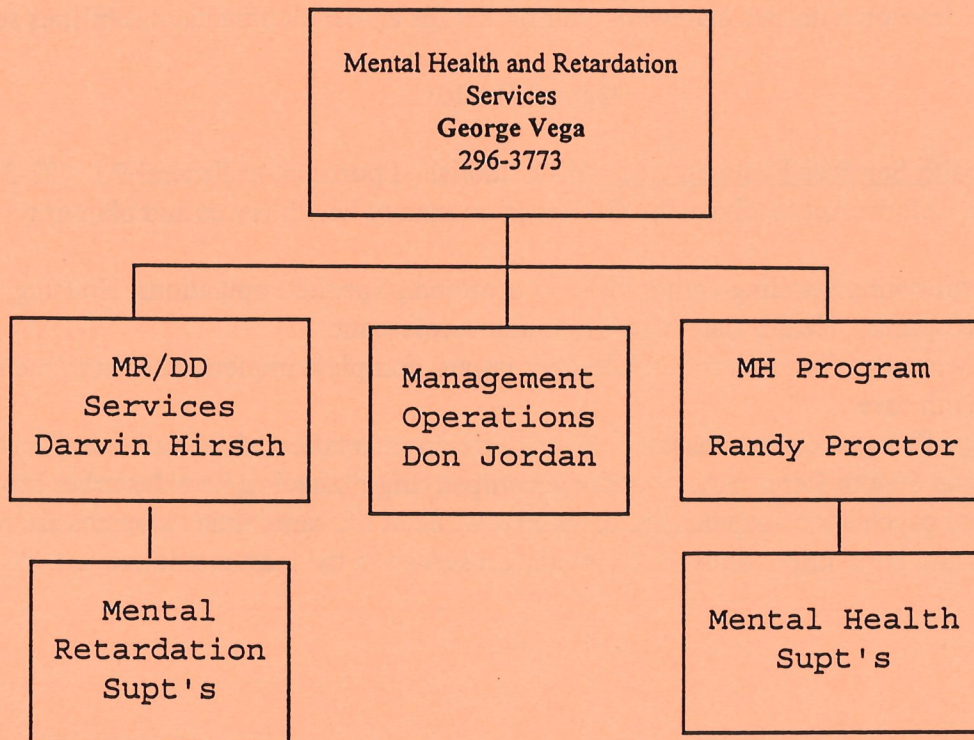 Mental Health and Retardation
Services
George Vega
296-3773
MR/DD
Services
Darvin Hirsch
Management
Operations
Don Jordan
MH Program
Randy Proctor
Mental
Retardation
Supt's
Mental Health
Supt's